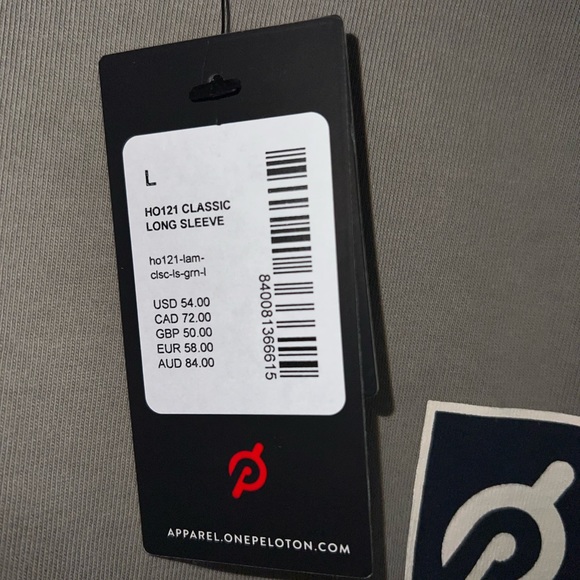 L
HO121 CLASSIC
LONG SLEEVE
ho121-lam-
clsc-ls-grn-l
USD 54.00
CAD 72.00
GBP 50.00
EUR 58.00
AUD 84.00
840081366615
APPAREL.ONEPELOTON.COM